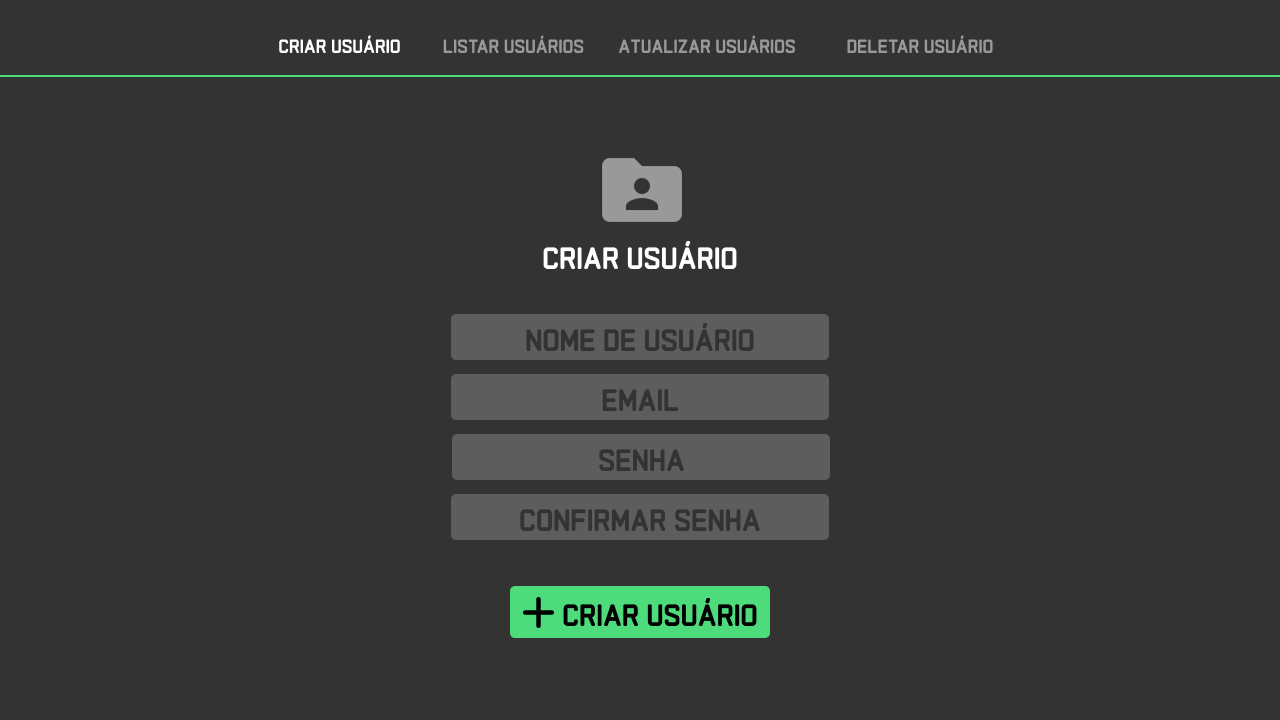 CRIAR USUÁRIO LISTAR USUÁRIOS ATUALIZAR USUÁRIOS DELETAR USUÁRIO
CRIAR USUÁRIO
NOME DE USUÁRIO
EMAIL
SENHA
CONFIRMAR SENHA
CRIAR USUÁRIO